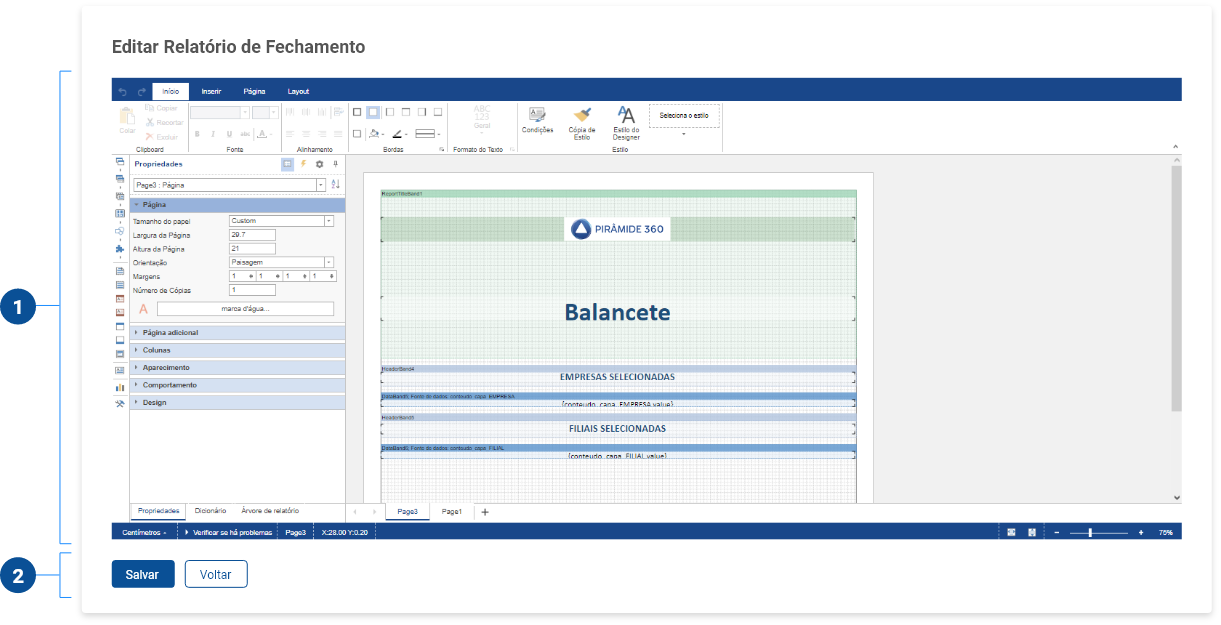 Editar Relatório de Fechamento
Início Inserir Página Layout
Colar
Copiar
Recortar
Excluir
B I U abc A
ABC
123
Geral
Condições
Cópia de
Estilo
Estilo do
Designer
Seleciona o estilo
Clipboard Fonte Alinhamento Bordas Formato do Texto Estilo
Propriedades
Page3 : Página
Página
Tamanho do papel Custom
Largura da Página 29.7
Altura da Página 21
Orientação Paisagem
Margens 1 1 1 1
Número de Cópias 1
A marca d'água...
Página adicional
Colunas
Aparecimento
Comportamento
Design
ReportTitleBand1
PIRÂMIDE 360
Balancete
HeaderBand4
EMPRESAS SELECIONADAS
DataBand5; Fonte de dados: conteudo_capa_EMPRESA
{conteudo_capa_EMPRESA.value}
HeaderBand5
FILIAIS SELECIONADAS
DataBand6; Fonte de dados: conteudo_capa_FILIAL
{conteudo_capa_FILIAL.value}
Propriedades Dicionário Árvore de relatório
Page3 Page1 +
Centímetros Verificar se há problemas Page3 X:28.00 Y:0.20
− + 75%
1
2
Salvar Voltar